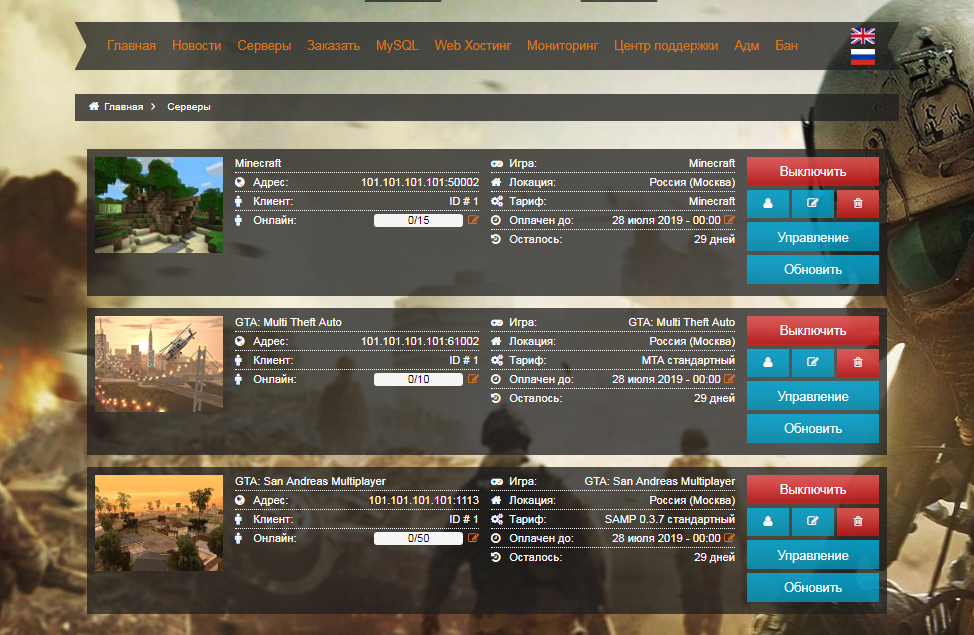 Главная Новости Серверы Заказать MySQL Web Хостинг Мониторинг Центр поддержки Адм Бан
Главная Серверы
Minecraft
Адрес: 101.101.101.101:50002
Клиент: ID # 1
Онлайн: 0/15
Игра: Minecraft
Локация: Россия (Москва)
Тариф: Minecraft
Оплачен до: 28 июля 2019 - 00:00
Осталось: 29 дней
Выключить
Управление
Обновить
GTA: Multi Theft Auto
Адрес: 101.101.101.101:61002
Клиент: ID # 1
Онлайн: 0/10
Игра: GTA: Multi Theft Auto
Локация: Россия (Москва)
Тариф: МТА стандартный
Оплачен до: 28 июля 2019 - 00:00
Осталось: 29 дней
Выключить
Управление
Обновить
GTA: San Andreas Multiplayer
Адрес: 101.101.101.101:1113
Клиент: ID # 1
Онлайн: 0/50
Игра: GTA: San Andreas Multiplayer
Локация: Россия (Москва)
Тариф: SAMP 0.3.7 стандартный
Оплачен до: 28 июля 2019 - 00:00
Осталось: 29 дней
Выключить
Управление
Обновить